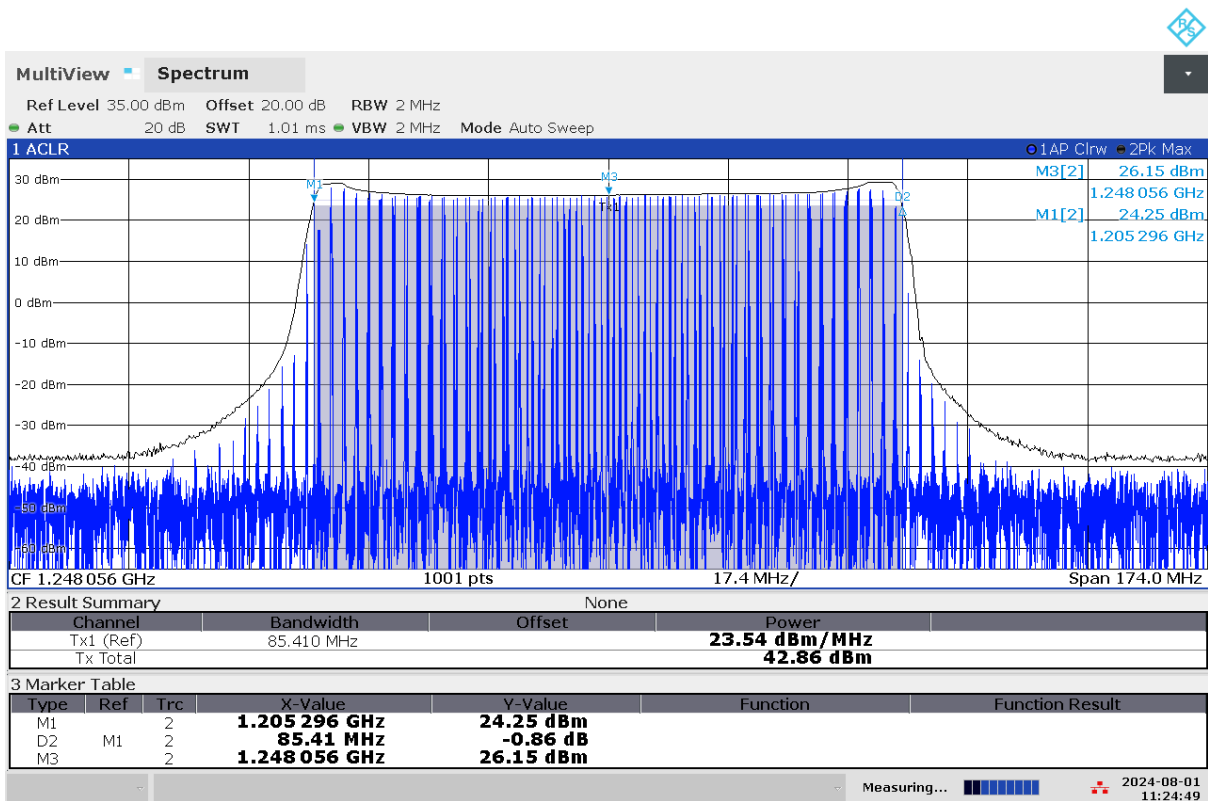 R&S
MultiView Spectrum
Ref Level 35.00 dBm Offset 20.00 dB RBW 2 MHz
Att 20 dB SWT 1.01 ms VBW 2 MHz Mode Auto Sweep
1 ACLR 1AP Clrw 2Pk Max
M3[2] 26.15 dBm
1.248 056 GHz
M1[2] 24.25 dBm
1.205 296 GHz
30 dBm
M1 M3 D2
Tx1
20 dBm
10 dBm
0 dBm
-10 dBm
-20 dBm
-30 dBm
-40 dBm
-50 dBm
-60 dBm
CF 1.248 056 GHz 1001 pts 17.4 MHz/ Span 174.0 MHz
2 Result Summary None
Channel Bandwidth Offset Power
Tx1 (Ref) 85.410 MHz 23.54 dBm/MHz
Tx Total 42.86 dBm
3 Marker Table
Type Ref Trc X-Value Y-Value Function Function Result
M1 2 1.205 296 GHz 24.25 dBm
D2 M1 2 85.41 MHz -0.86 dB
M3 2 1.248 056 GHz 26.15 dBm
Measuring... 2024-08-01
11:24:49